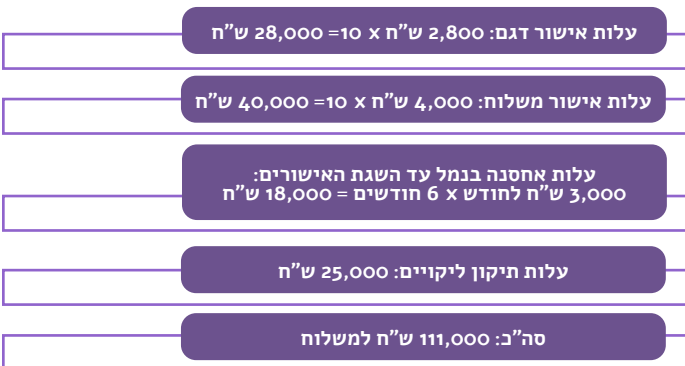 עלות אישור דגם: 2,800 ש"ח x 10= 28,000 ש"ח
עלות אישור משלוח: 4,000 ש"ח x 10= 40,000 ש"ח
עלות אחסנה בנמל עד השגת האישורים:
3,000 ש"ח לחודש x 6 חודשים = 18,000 ש"ח
עלות תיקון ליקויים: 25,000 ש"ח
סה"כ: 111,000 ש"ח למשלוח